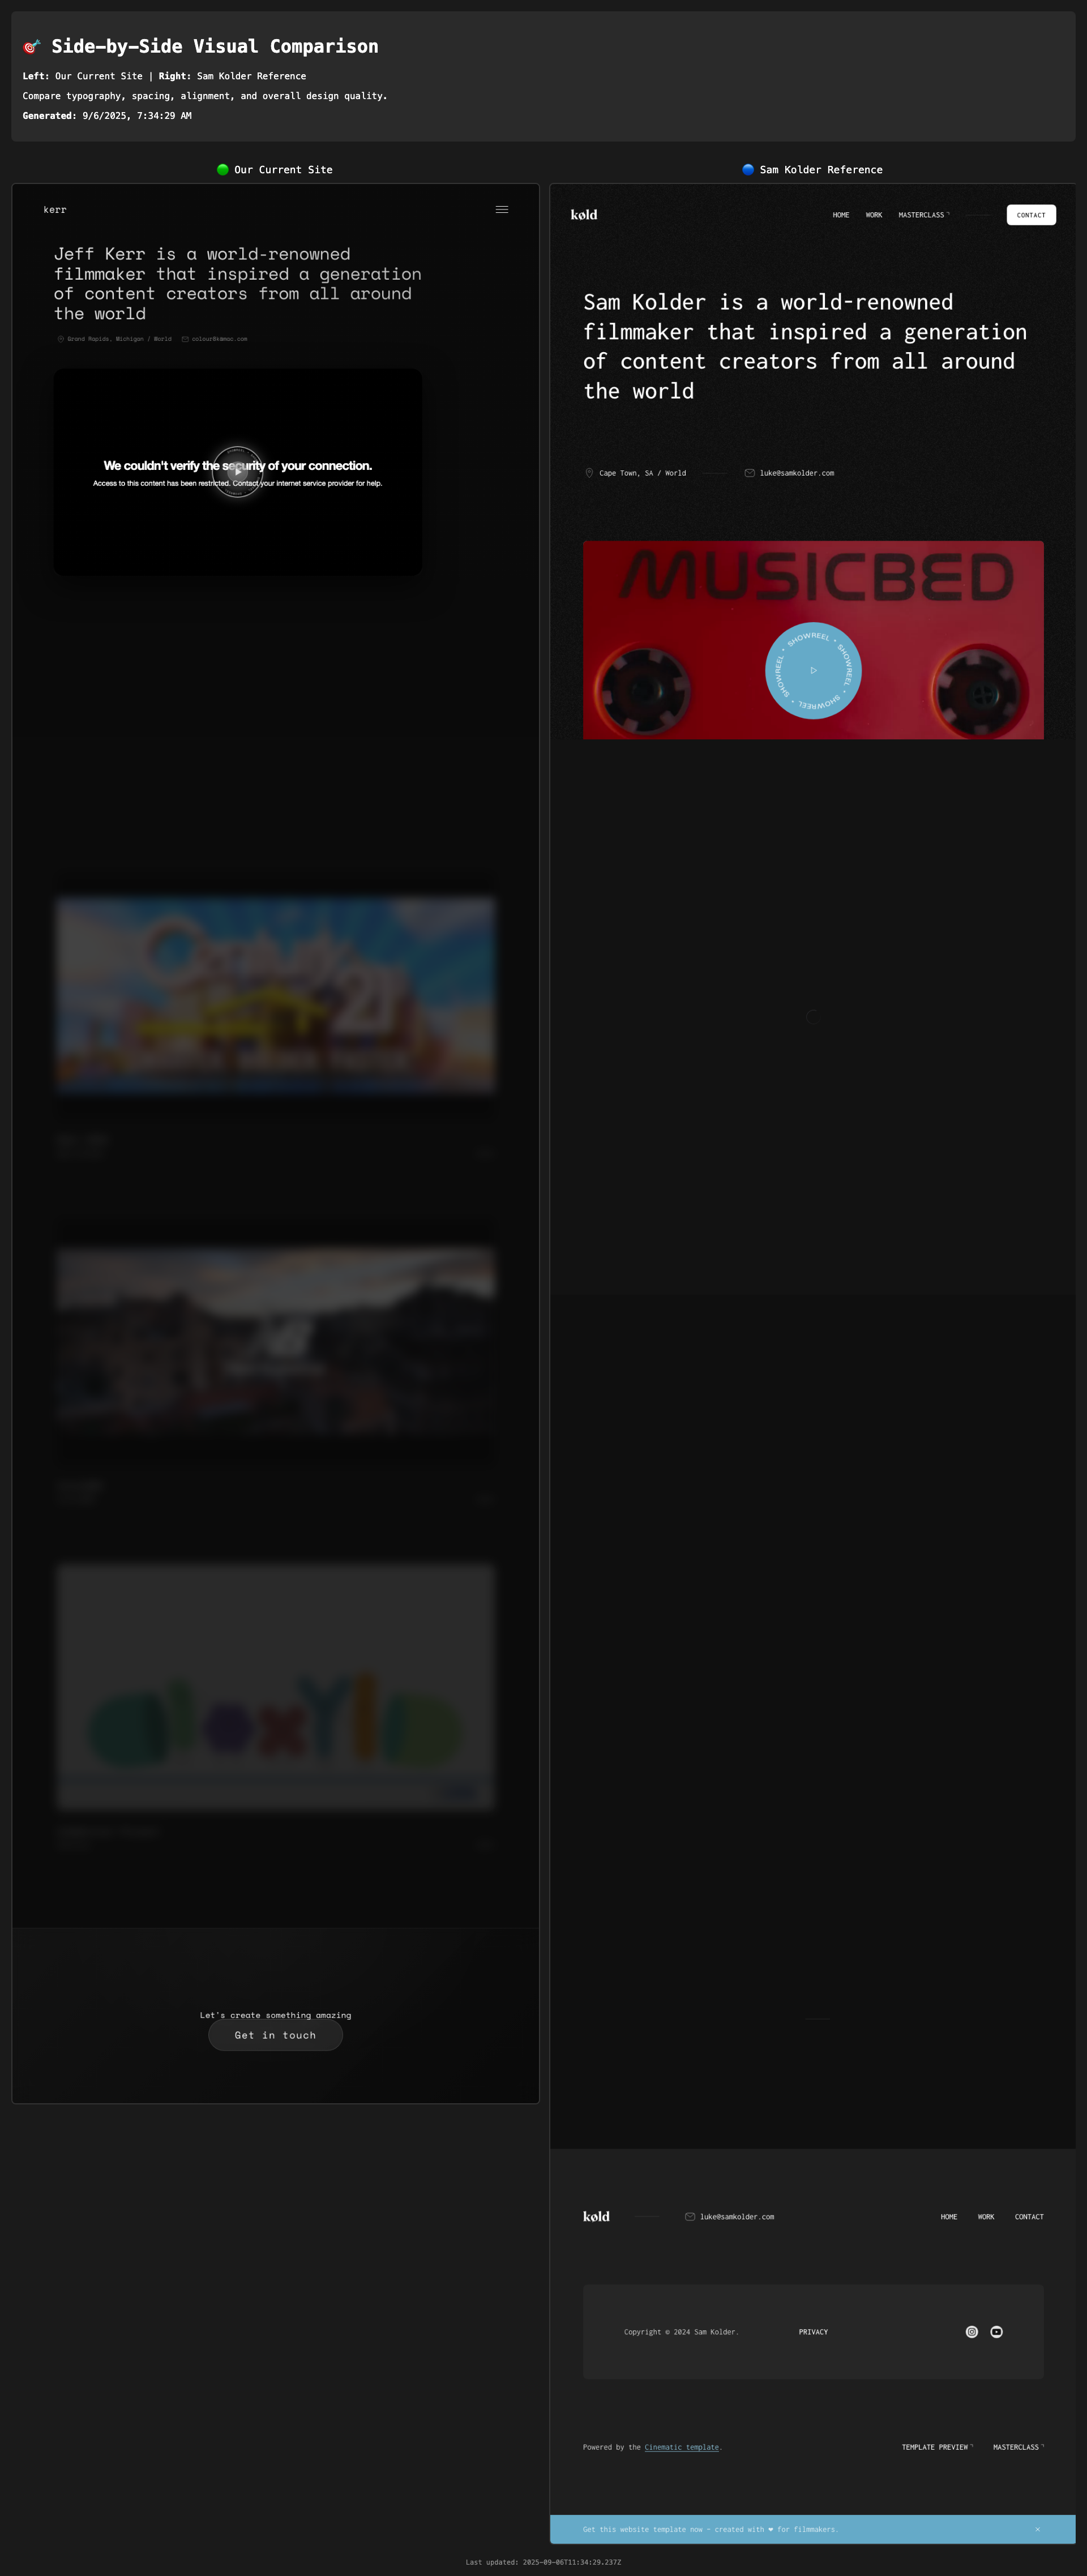 🎯 Side-by-Side Visual Comparison
Left: Our Current Site | Right: Sam Kolder Reference
Compare typography, spacing, alignment, and overall design quality.
Generated: 9/6/2025, 7:34:29 AM
🟢 Our Current Site
kerr
Jeff Kerr is a world-renowned
filmmaker that inspired a generation
of content creators from all around
the world
Grand Rapids, Michigan / World
We couldn't verify the security of your connection.
Access to this content has been restricted. Contact your internet service provider for help.
Century
21
Let's create something amazing
Get in touch
🔵 Sam Kolder Reference
køld
HOME WORK MASTERCLASS
CONTACT
Sam Kolder is a world-renowned
filmmaker that inspired a generation
of content creators from all around
the world
Cape Town, SA / World
luke@samkolder.com
MUSICBED
SHOWREEL • SHOWREEL • SHOWREEL • SHOWREEL •
køld
luke@samkolder.com
HOME WORK CONTACT
Copyright © 2024 Sam Kolder.
PRIVACY
Powered by the Cinematic template.
TEMPLATE PREVIEW MASTERCLASS
Get this website template now – created with ❤ for filmmakers.
Last updated: 2025-09-06T11:34:29.237Z